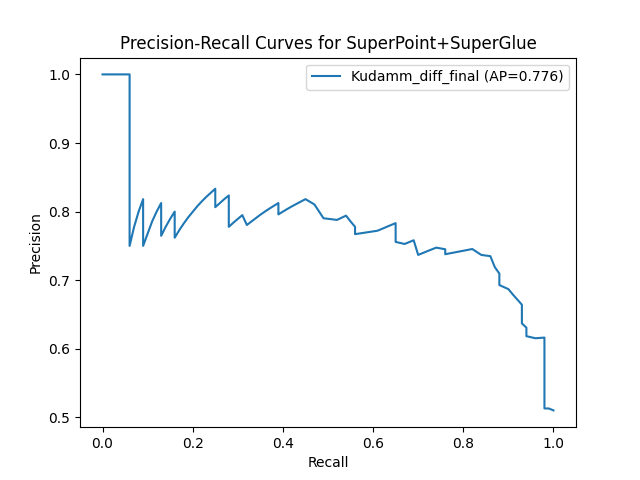 Precision-Recall Curves for SuperPoint+SuperGlue
Kudamm_diff_final (AP=0.776)
1.0
0.9
0.8
0.7
0.6
0.5
Precision
0.0 0.2 0.4 0.6 0.8 1.0
Recall